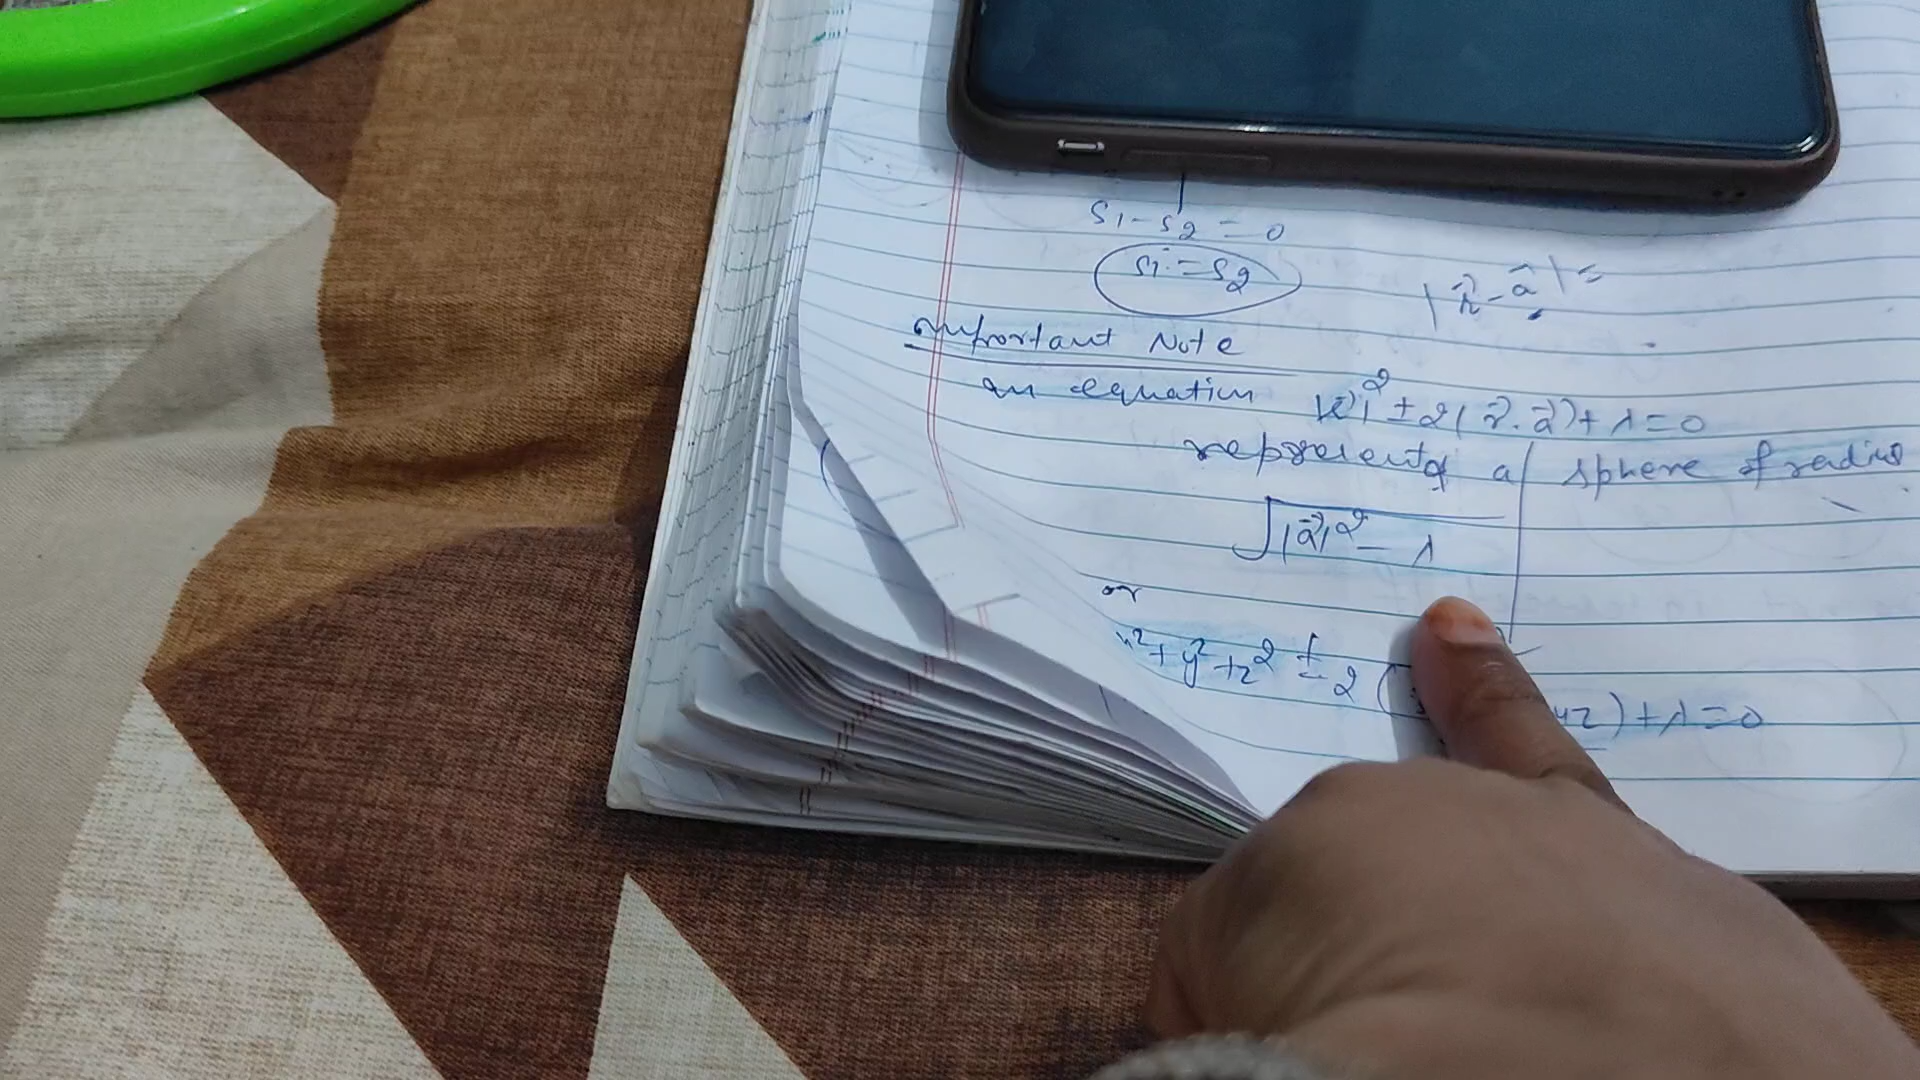 S1 - S2 = 0
S1 = S2
|r⃗ - a⃗| =
important Note
an equation |r⃗|² ± 2(r⃗.a⃗) + λ = 0
represents a sphere of radius
√|a⃗|² - λ
or
x² + y² + z² ± 2 ( z) + λ = 0